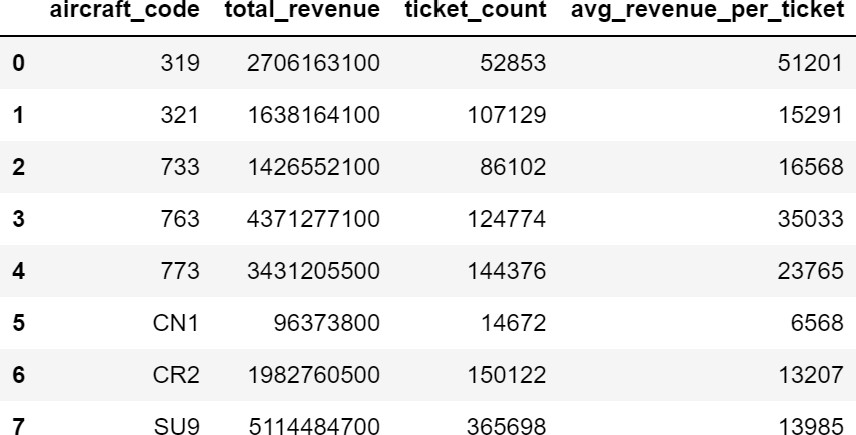 aircraft_code total_revenue ticket_count avg_revenue_per_ticket
0 319 2706163100 52853 51201
1 321 1638164100 107129 15291
2 733 1426552100 86102 16568
3 763 4371277100 124774 35033
4 773 3431205500 144376 23765
5 CN1 96373800 14672 6568
6 CR2 1982760500 150122 13207
7 SU9 5114484700 365698 13985